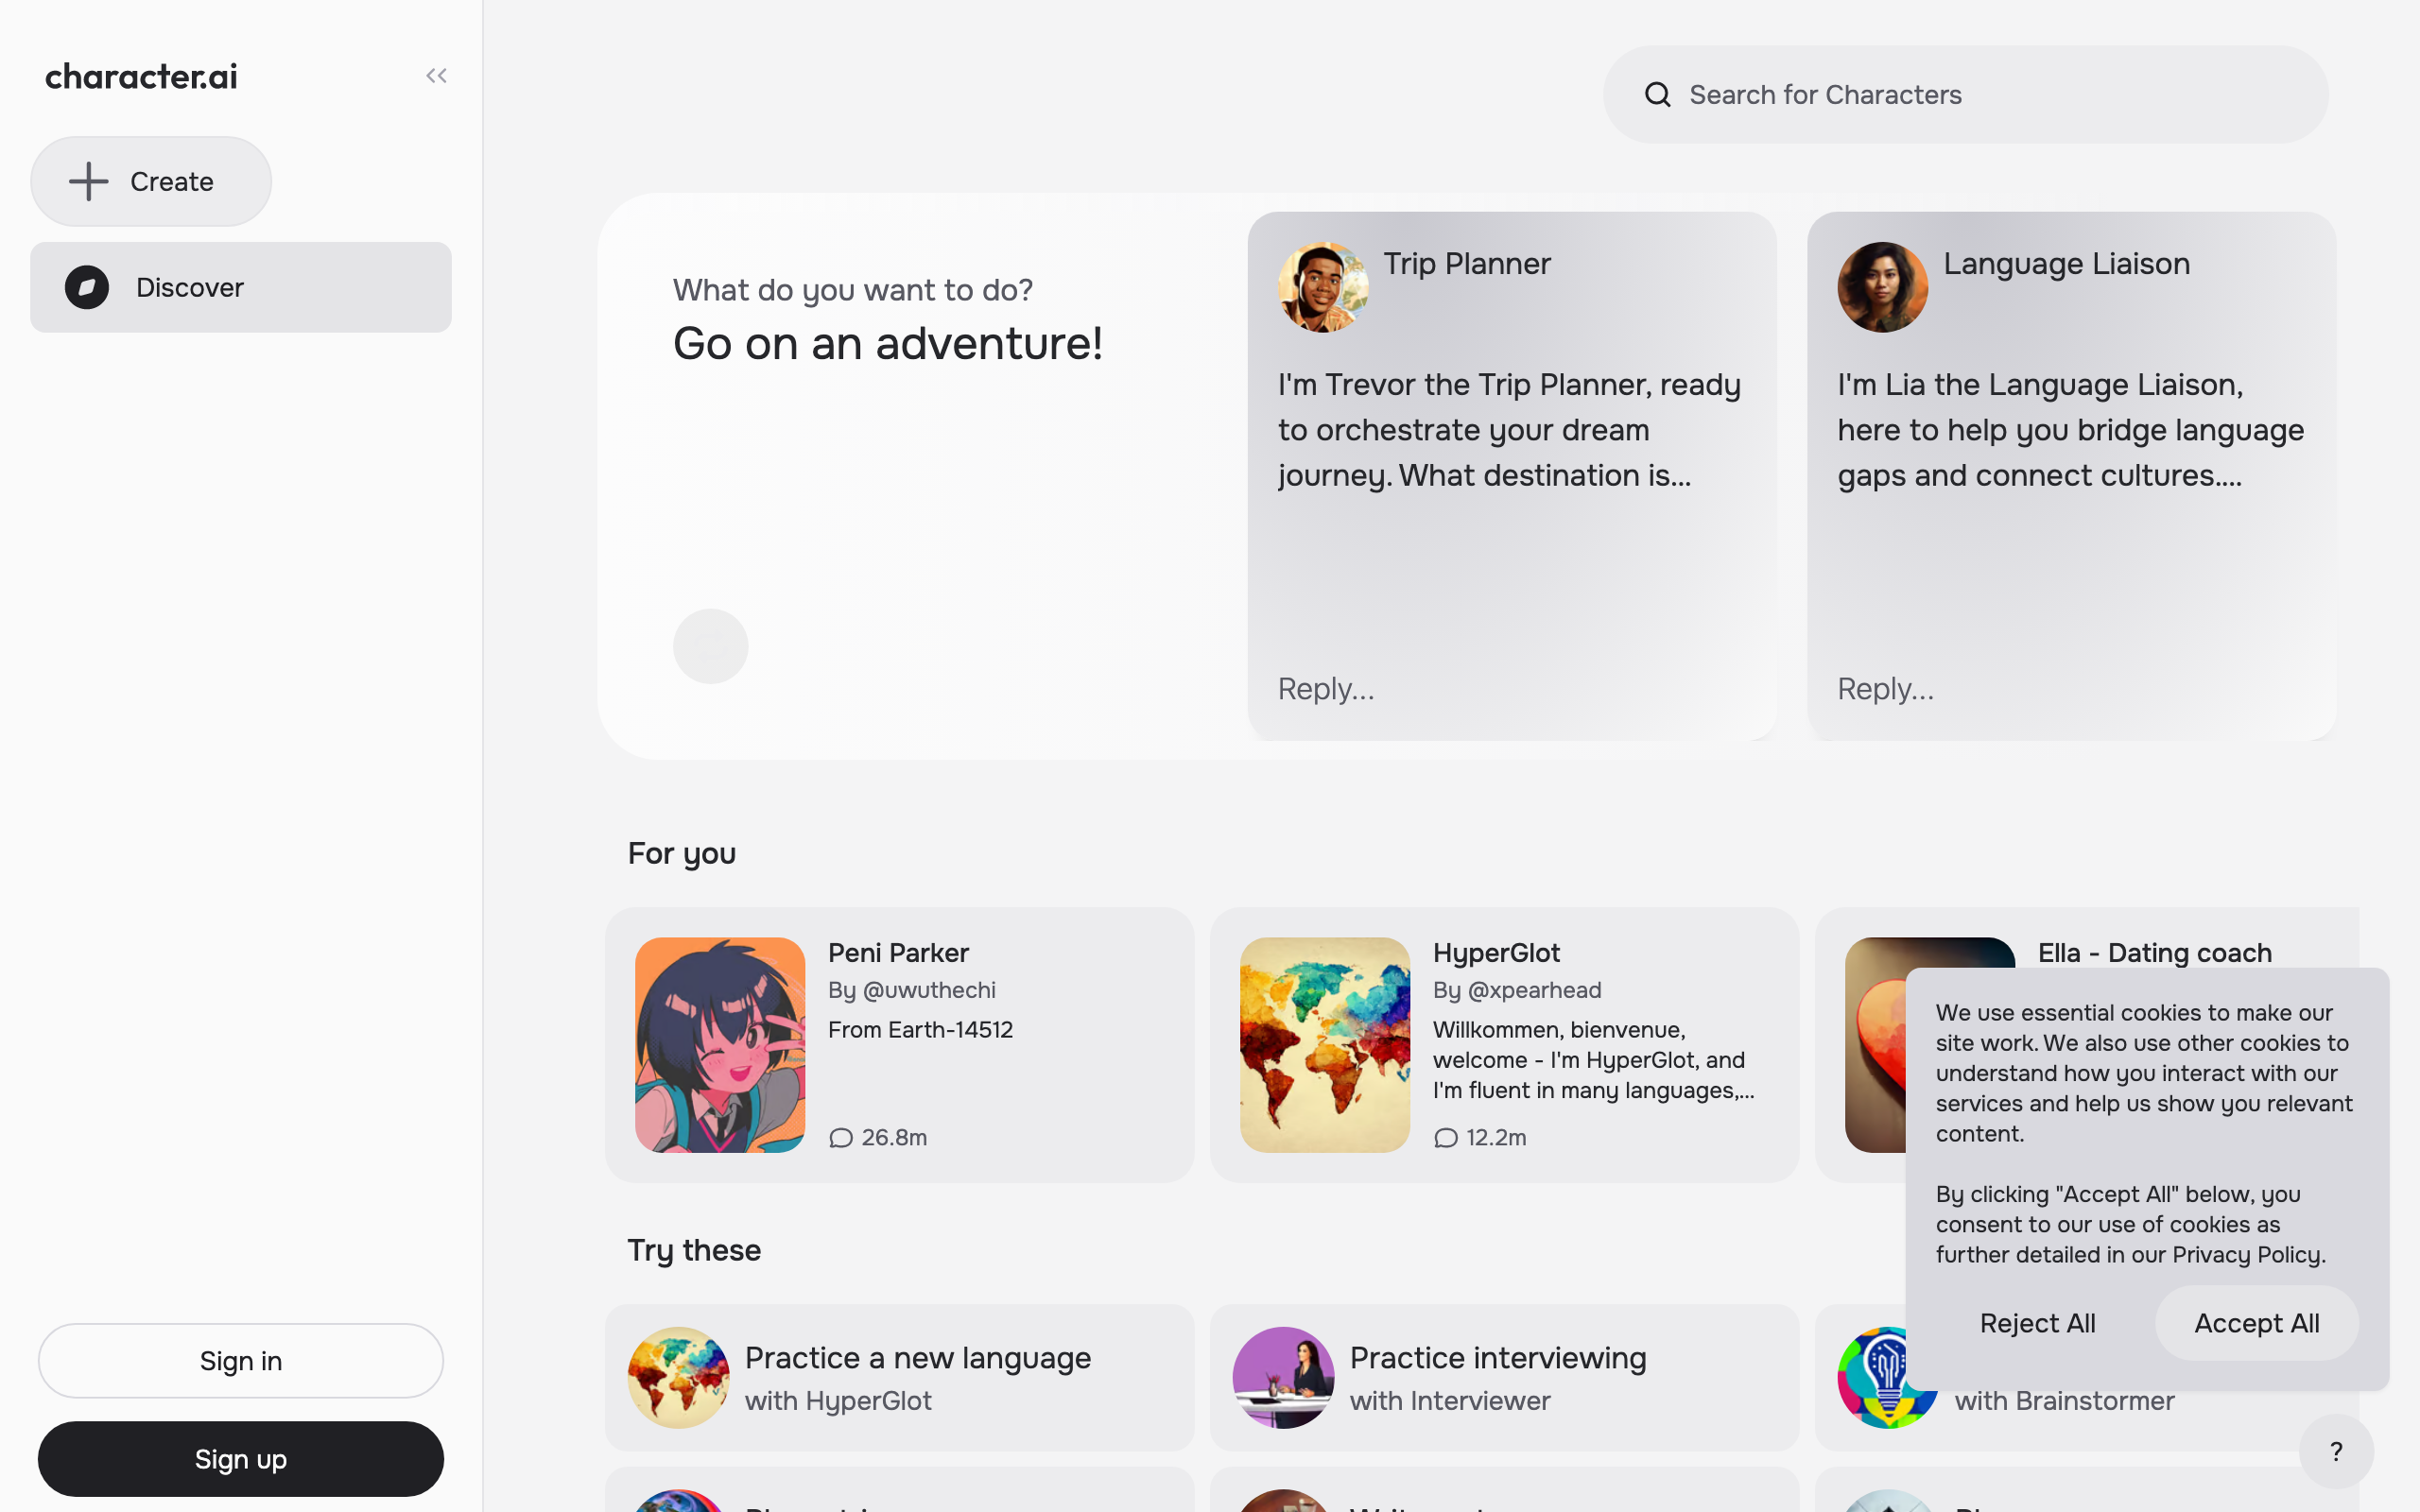 character.ai
Create
Discover
Sign in
Sign up
Search for Characters
What do you want to do?
Go on an adventure!
Trip Planner
I'm Trevor the Trip Planner, ready
to orchestrate your dream
journey. What destination is...
Reply...
Language Liaison
I'm Lia the Language Liaison,
here to help you bridge language
gaps and connect cultures....
Reply...
For you
Peni Parker
By @uwuthechi
From Earth-14512
26.8m
HyperGlot
By @xpearhead
Willkommen, bienvenue,
welcome - I'm HyperGlot, and
I'm fluent in many languages,...
12.2m
Ella - Dating coach
We use essential cookies to make our
site work. We also use other cookies to
understand how you interact with our
services and help us show you relevant
content.
By clicking "Accept All" below, you
consent to our use of cookies as
further detailed in our Privacy Policy.
Reject All
Accept All
Try these
Practice a new language
with HyperGlot
Practice interviewing
with Interviewer
with Brainstormer
?